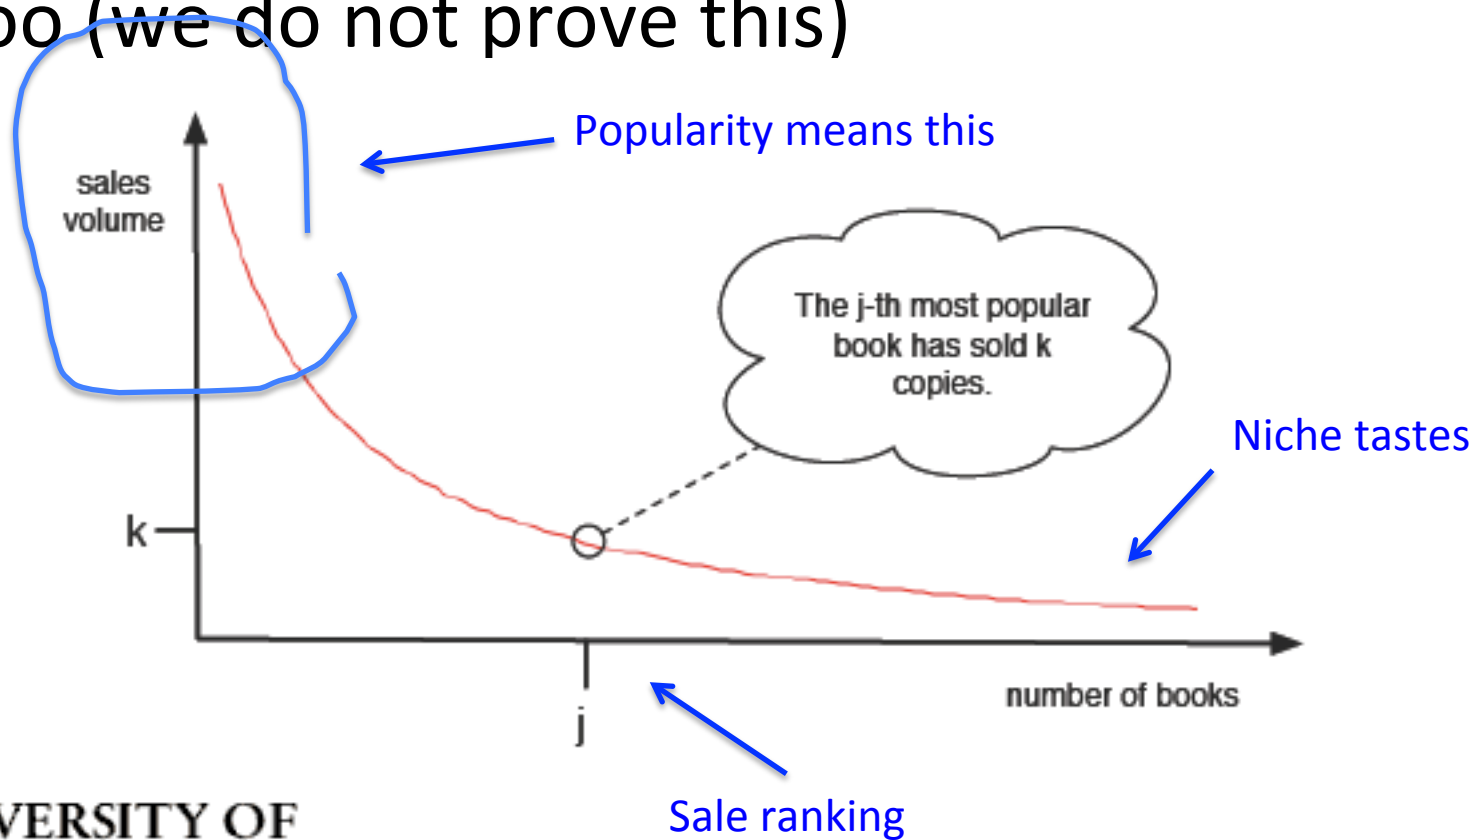 oo (we do not prove this)
Popularity means this
sales
volume
The j-th most popular
book has sold k
copies.
Niche tastes
k
number of books
j
Sale ranking
VERSITY OF